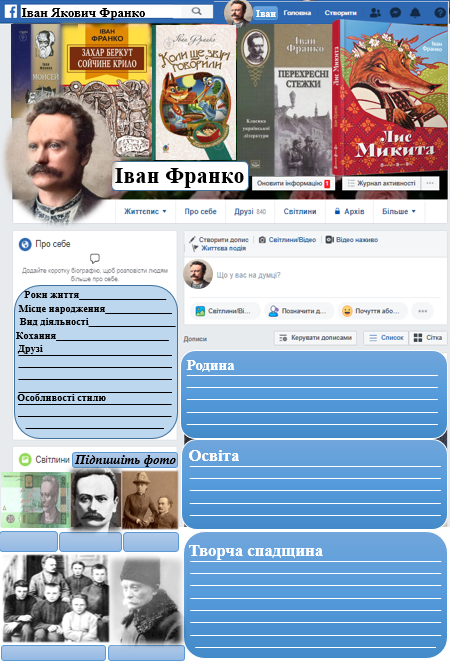 Іван Якович Франко
Іван
Головна
Створити
МОЙСЕЙ
ІВАН ФРАНКО
ЗАХАР БЕРКУТ
СОЙЧИНЕ КРИЛО
Іван Франко
Коли ще звірі говорили
Іван Франко
ПЕРЕХРЕСНІ СТЕЖКИ
Класика української літератури
Лис Микита
Іван Франко
Лис Микита
Іван Франко
Оновити інформацію 1
Журнал активності
Життєпис
Про себе
Друзі 840
Світлини
Архів
Більше
Про себе
Додайте коротку біографію, щоб розповісти людям
більше про себе.
Роки життя
Місце народження
Вид діяльності
Кохання
Друзі
Особливості стилю
Світлини
Підпишіть фото
20
Створити допис
Світлини/Відео
Відео наживо
Життєва подія
Що у вас на думці?
Світлини/Ві...
Позначити д...
Почуття або...
Дописи
Керувати дописами
Список
Сітка
Родина
Освіта
Творча спадщина